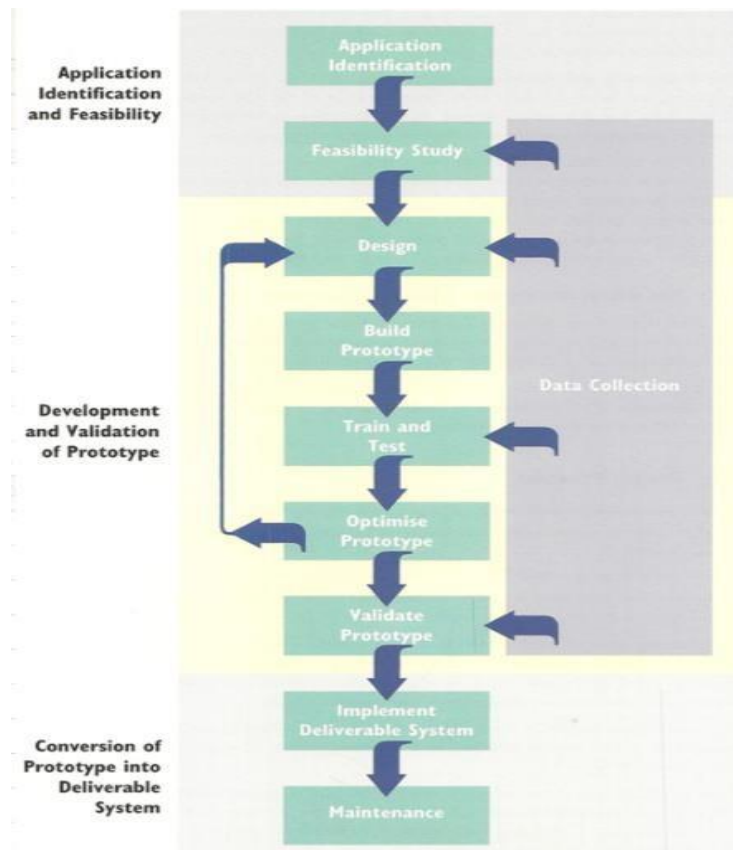 Application
Identification
and Feasibility
Application
Identification
Feasibility Study
Design
Build
Prototype
Development
and Validation
of Prototype
Train and
Test
Optimise
Prototype
Validate
Prototype
Data Collection
Conversion of
Prototype into
Deliverable
System
Implement
Deliverable System
Maintenance